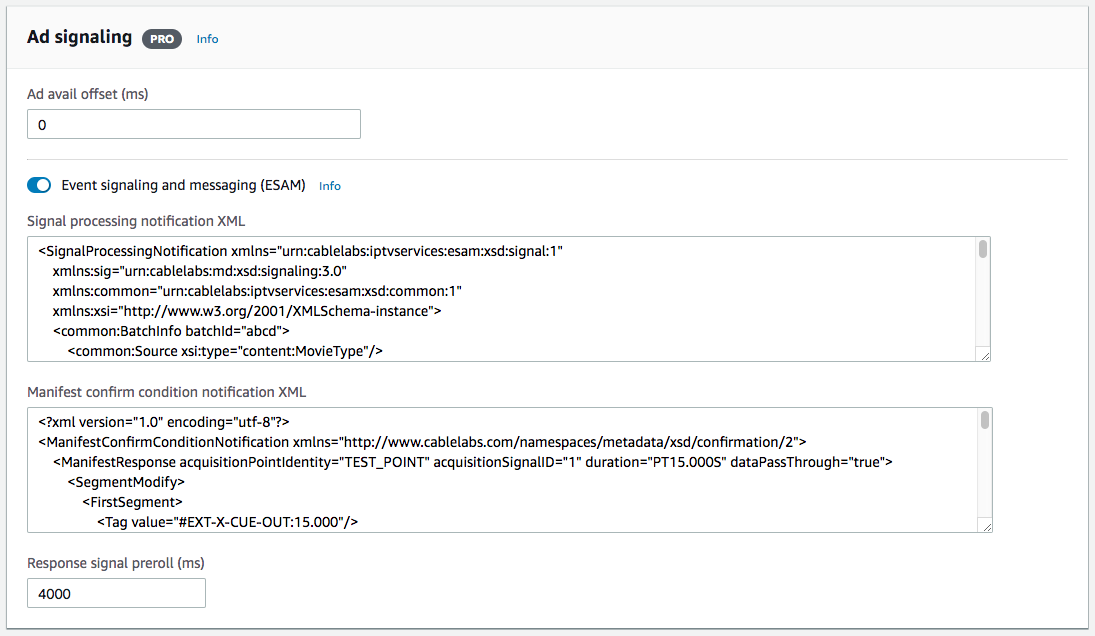 Ad signaling PRO Info
Ad avail offset (ms)
0
Event signaling and messaging (ESAM) Info
Signal processing notification XML
<SignalProcessingNotification xmlns="urn:cablelabs:iptvservices:esam:xsd:signal:1"
xmlns:sig="urn:cablelabs:md:xsd:signaling:3.0"
xmlns:common="urn:cablelabs:iptvservices:esam:xsd:common:1"
xmlns:xsi="http://www.w3.org/2001/XMLSchema-instance">
<common:BatchInfo batchId="abcd">
<common:Source xsi:type="content:MovieType"/>
Manifest confirm condition notification XML
<?xml version="1.0" encoding="utf-8"?>
<ManifestConfirmConditionNotification xmlns="http://www.cablelabs.com/namespaces/metadata/xsd/confirmation/2">
<ManifestResponse acquisitionPointIdentity="TEST_POINT" acquisitionSignalID="1" duration="PT15.000S" dataPassThrough="true">
<SegmentModify>
<FirstSegment>
<Tag value="#EXT-X-CUE-OUT:15.000"/>
Response signal preroll (ms)
4000